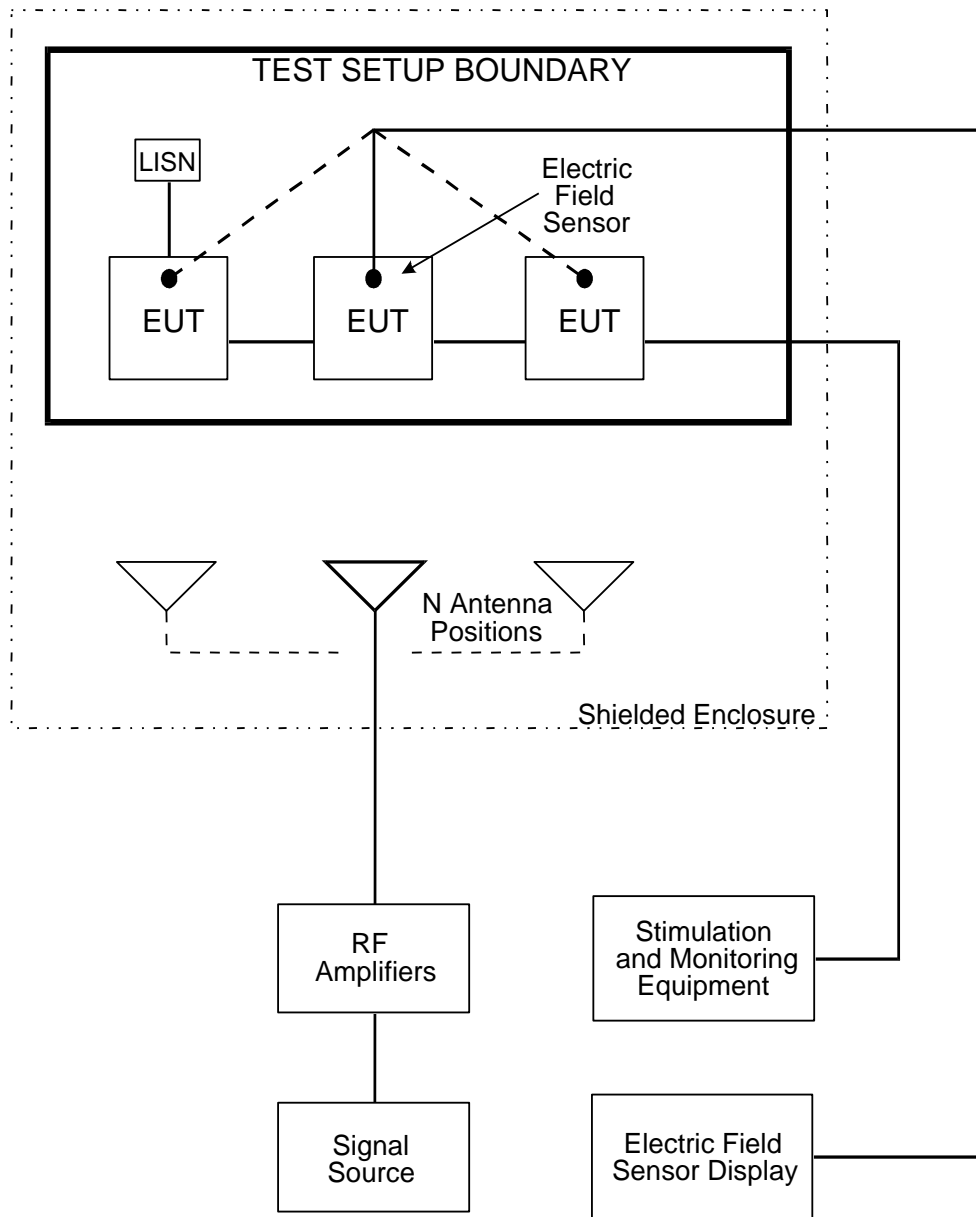 TEST SETUP BOUNDARY
LISN
Electric
Field
Sensor
EUT
EUT
EUT
N Antenna
Positions
Shielded Enclosure
RF
Amplifiers
Stimulation
and Monitoring
Equipment
Signal
Source
Electric Field
Sensor Display